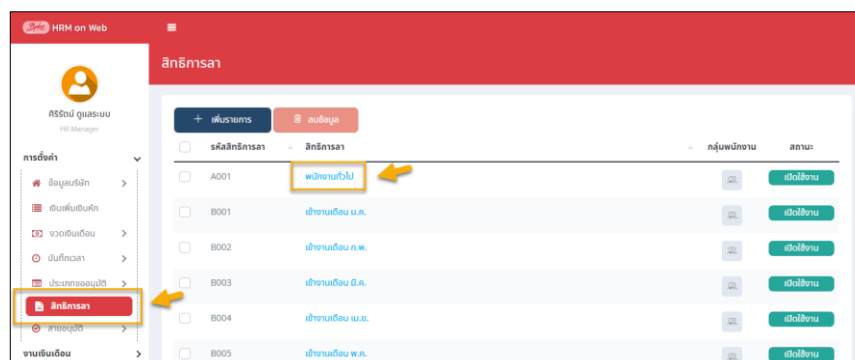 HRM on Web
สิทธิการลา
ศิริรัตน์ ดูแลระบบ
HR Manager
การตั้งค่า
ข้อมูลบริษัท
เงินเพิ่มเงินหัก
งวดเงินเดือน
บันทึกเวลา
ประเภทขออนุมัติ
สิทธิการลา
สายอนุมัติ
งานเงินเดือน
+ เพิ่มรายการ ลบข้อมูล
รหัสสิทธิการลา สิทธิการลา กลุ่มพนักงาน สถานะ
A001 พนักงานทั่วไป เปิดใช้งาน
B001 เข้างานเดือน ม.ค. เปิดใช้งาน
B002 เข้างานเดือน ก.พ. เปิดใช้งาน
B003 เข้างานเดือน มี.ค. เปิดใช้งาน
B004 เข้างานเดือน เม.ย. เปิดใช้งาน
B005 เข้างานเดือน พ.ค. เปิดใช้งาน